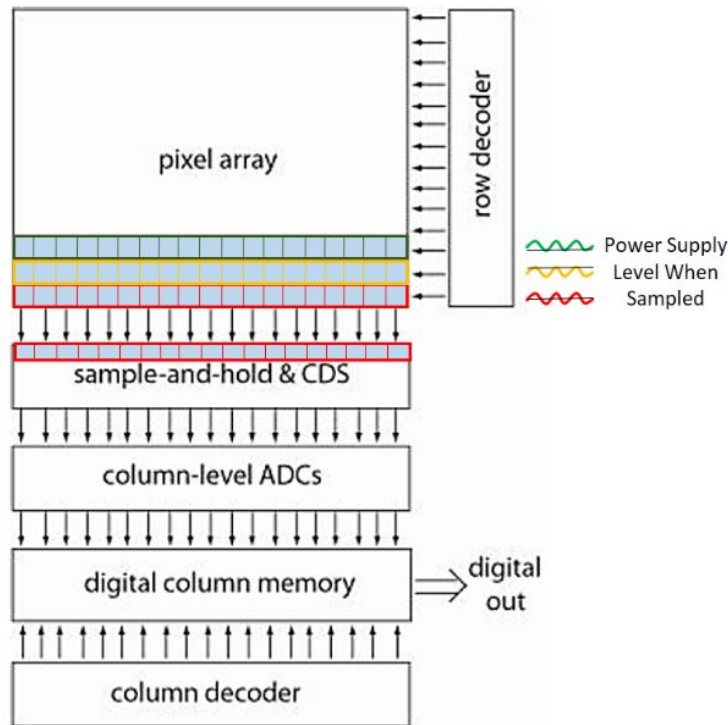 pixel array
row decoder
Power Supply
Level When
Sampled
sample-and-hold & CDS
column-level ADCs
digital column memory
digital
out
column decoder